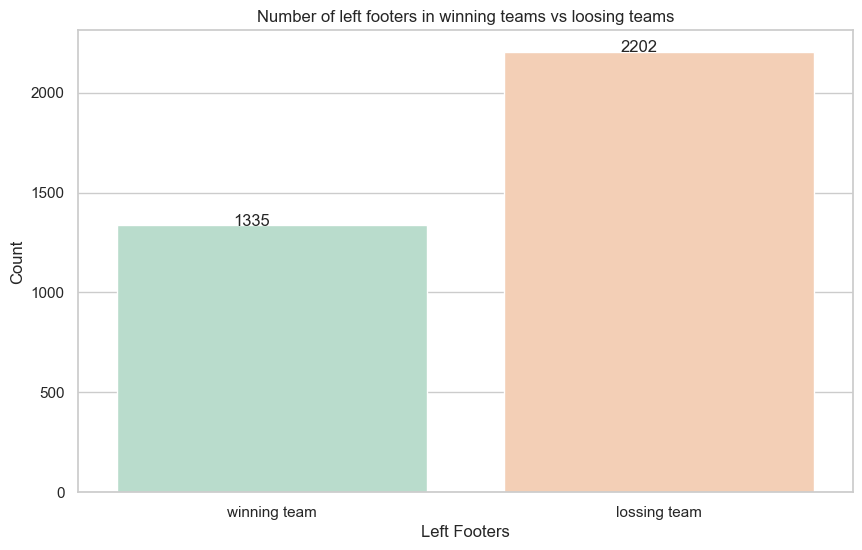 Number of left footers in winning teams vs loosing teams
2202
2000
1500
1335
Count
1000
500
0
winning team
lossing team
Left Footers